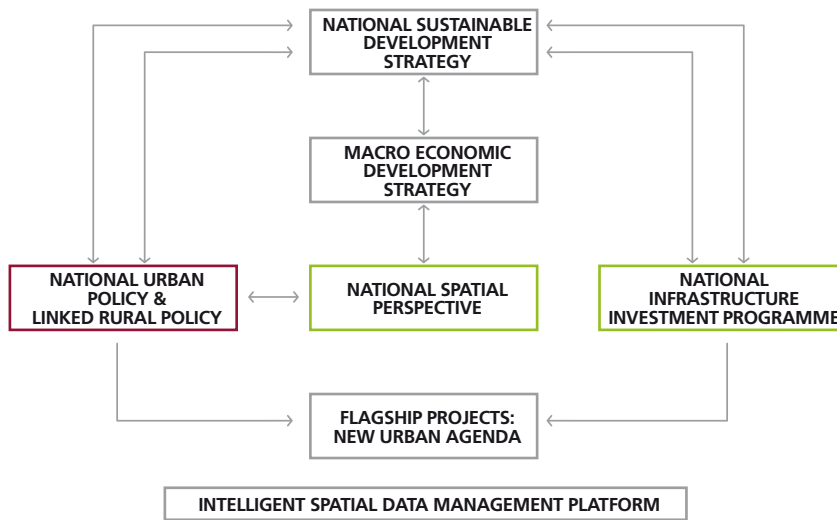 NATIONAL SUSTAINABLE
DEVELOPMENT
STRATEGY
MACRO ECONOMIC
DEVELOPMENT
STRATEGY
NATIONAL URBAN
POLICY &
LINKED RURAL POLICY
NATIONAL SPATIAL
PERSPECTIVE
NATIONAL
INFRASTRUCTURE
INVESTMENT PROGRAMME
FLAGSHIP PROJECTS:
NEW URBAN AGENDA
INTELLIGENT SPATIAL DATA MANAGEMENT PLATFORM